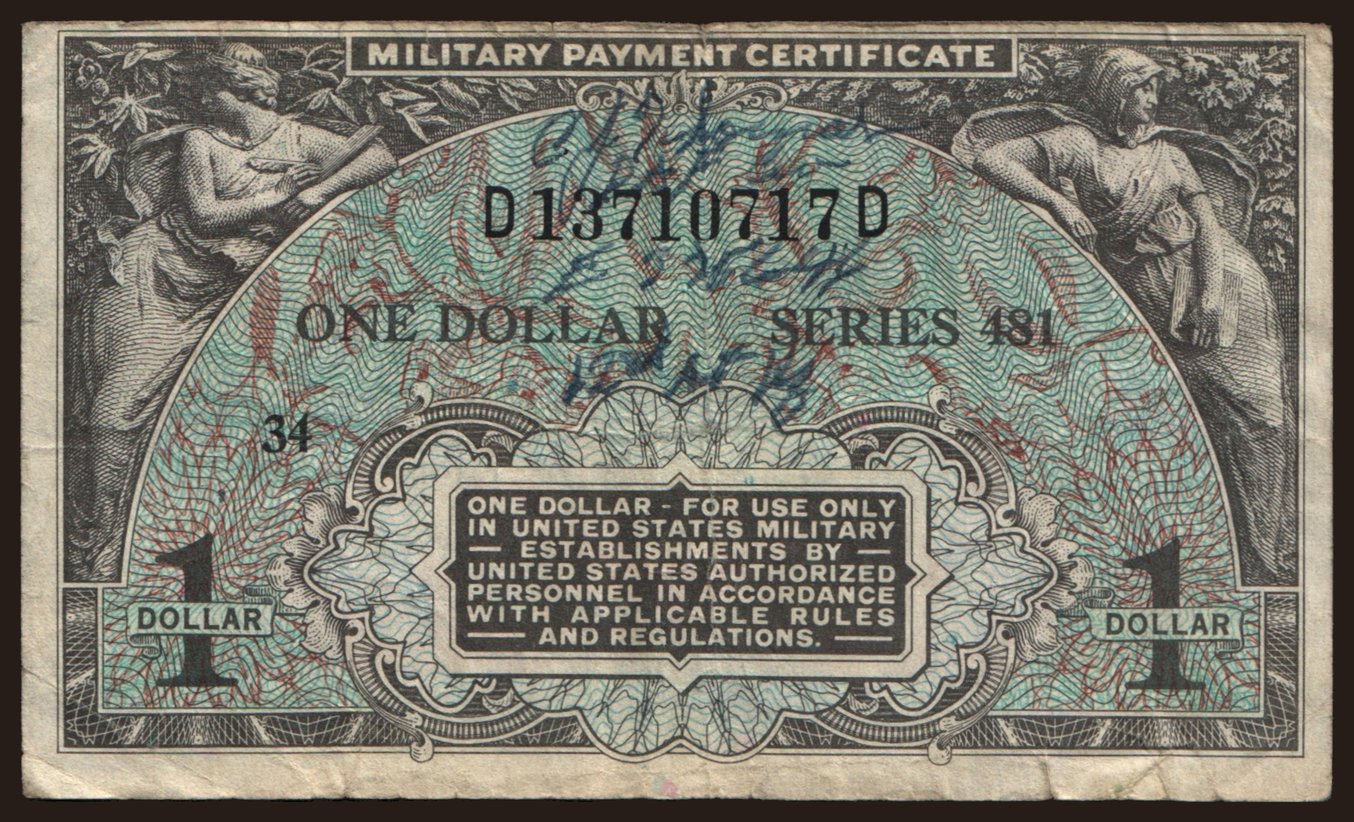 MILITARY PAYMENT CERTIFICATE
D13710717D
ONE DOLLAR SERIES 481
34
ONE DOLLAR - FOR USE ONLY
IN UNITED STATES MILITARY
— ESTABLISHMENTS BY —
UNITED STATES AUTHORIZED
PERSONNEL IN ACCORDANCE
WITH APPLICABLE RULES
— AND REGULATIONS. —
1 DOLLAR
1 DOLLAR